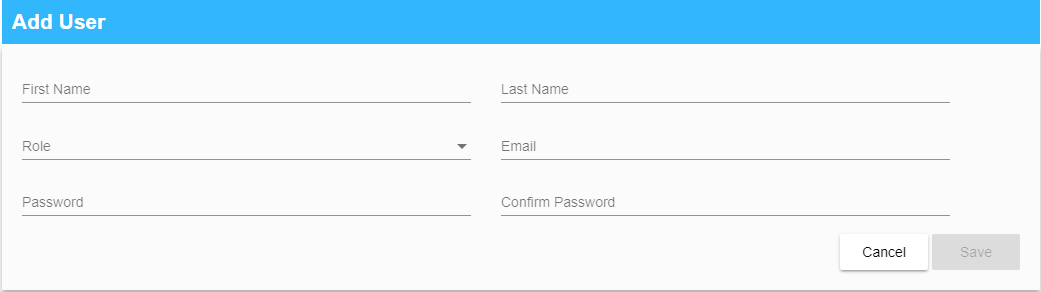 Add User
First Name Last Name
Role Email
Password Confirm Password
Cancel Save